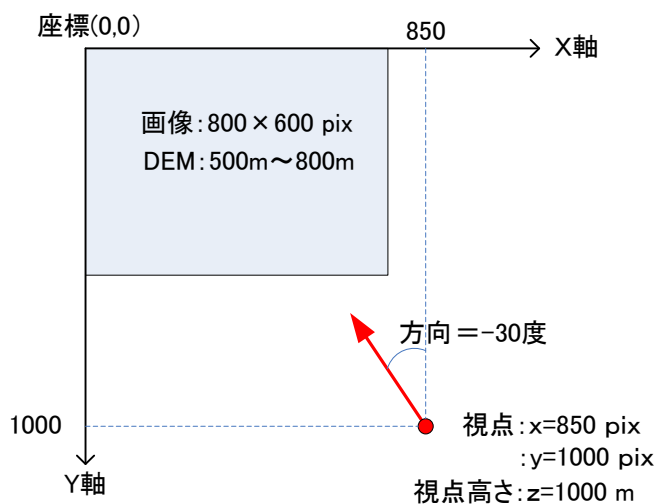 座標(0,0)
850
X軸
画像:800×600 pix
DEM:500m~800m
方向=-30度
1000
視点:x=850 pix
:y=1000 pix
Y軸
視点高さ:z=1000 m